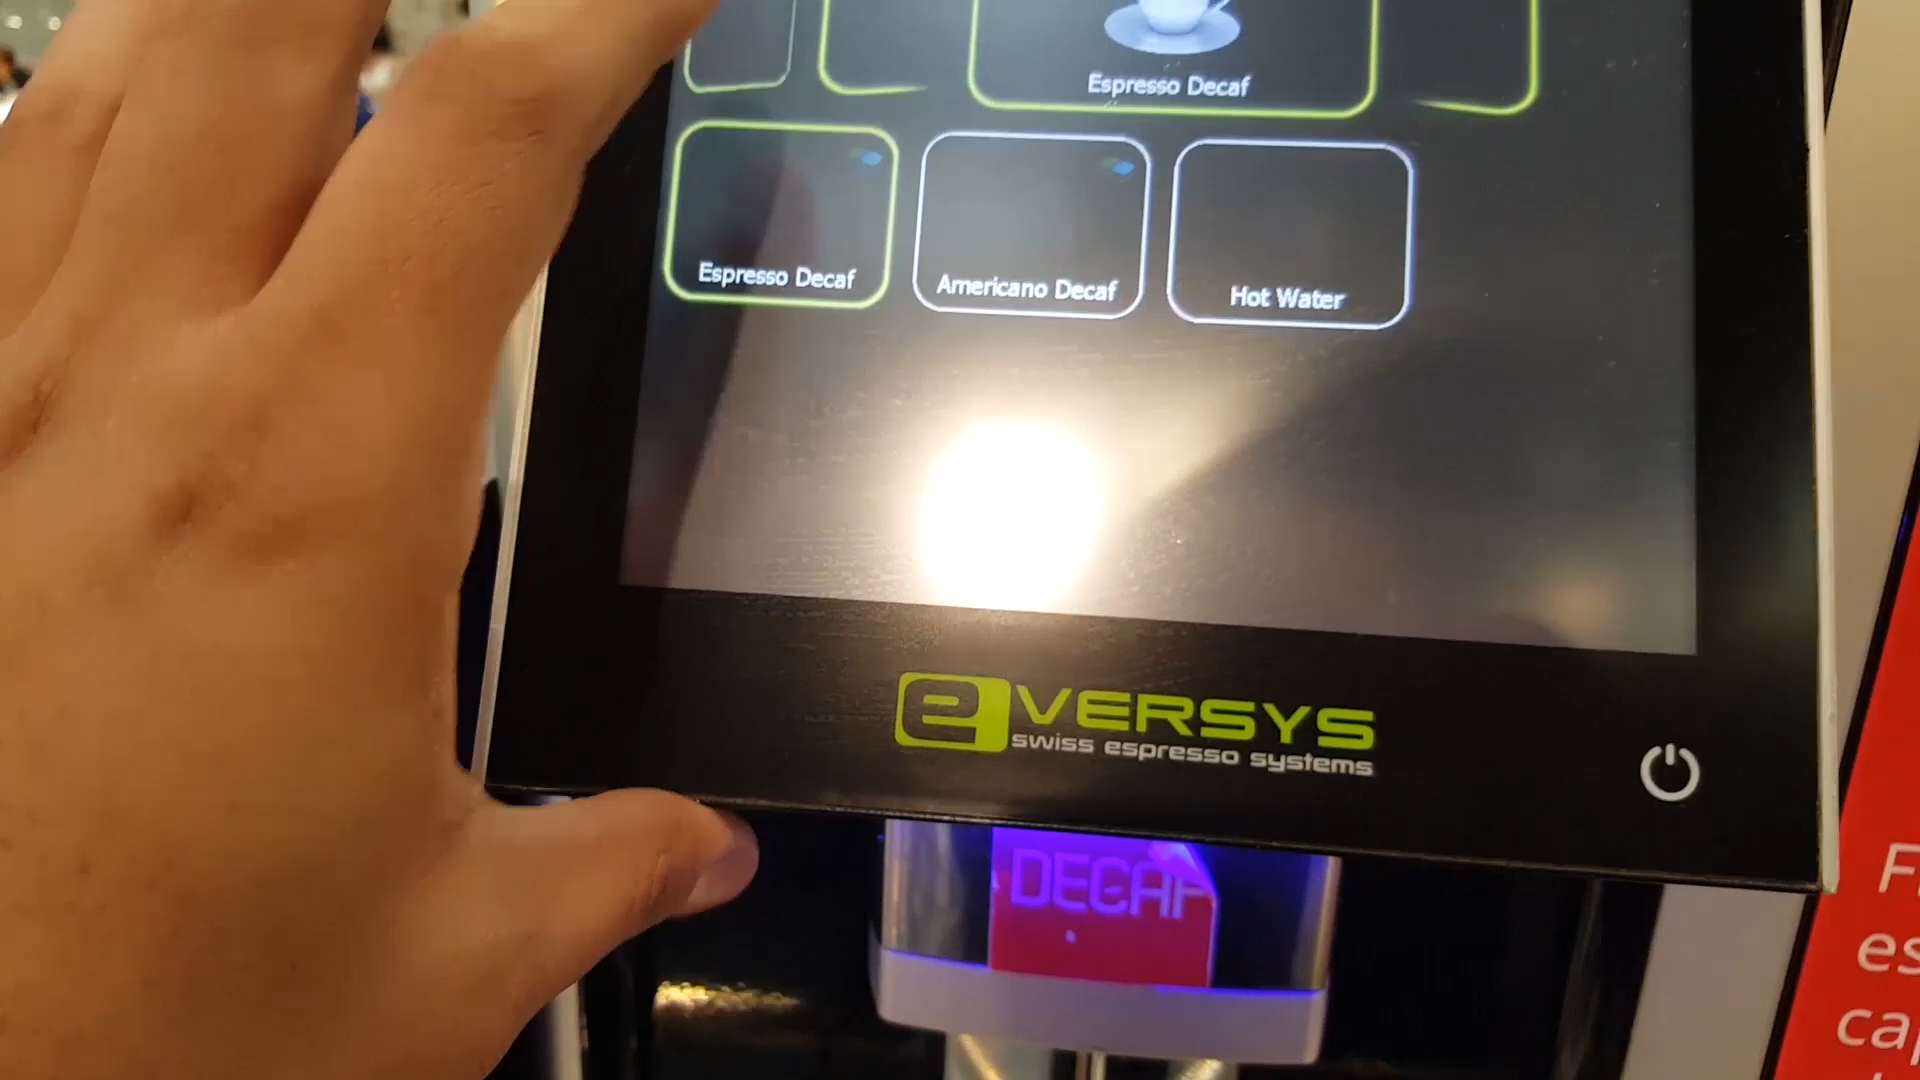 Espresso Decaf
Espresso Decaf
Americano Decaf
Hot Water
eVERSYS
swiss espresso systems
DECAF